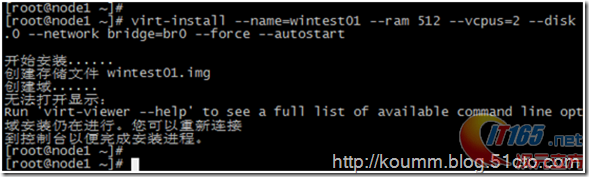 [root@node1 ~]#
[root@node1 ~]# virt-install --name=wintest01 --ram 512 --vcpus=2 --disk
.0 --network bridge=br0 --force --autostart
开始安装......
创建存储文件 wintest01.img
创建域......
无法打开显示:
Run 'virt-viewer --help' to see a full list of available command line opt
域安装仍在进行。您可以重新连接
到控制台以便完成安装进程。
[root@node1 ~]#
[root@node1 ~]#
IT165.net
http://koumm.blog.51cto.com